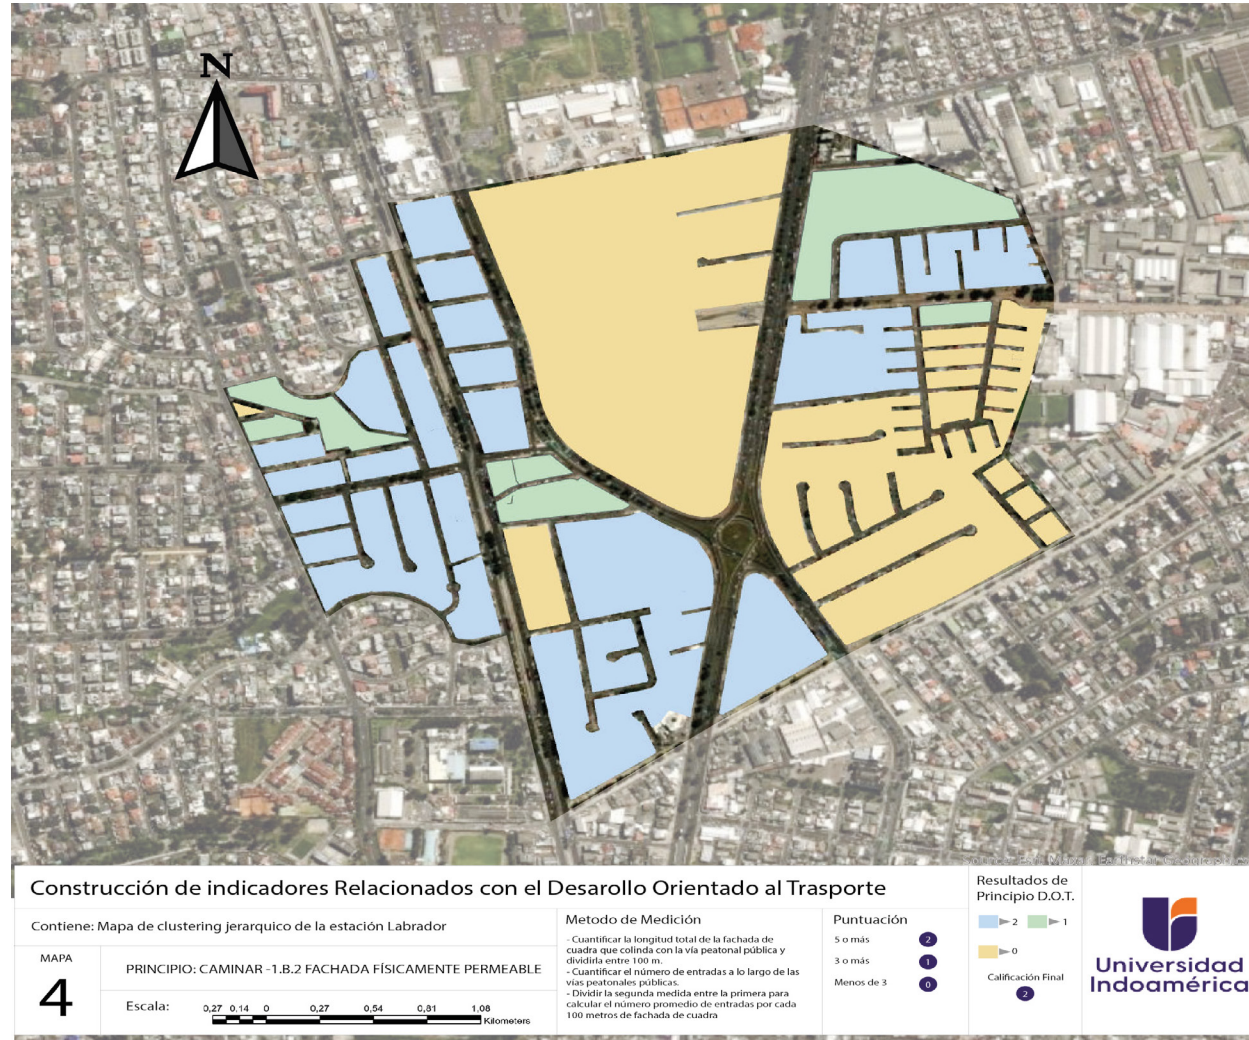 N
Construcción de indicadores Relacionados con el Desarollo Orientado al Trasporte
Contiene: Mapa de clustering jerarquico de la estación Labrador
MAPA
4
PRINCIPIO: CAMINAR -1.B.2 FACHADA FÍSICAMENTE PERMEABLE
Escala:
0,27 0,14 0 0,27 0,54 0,81 1,08
Kilometers
Metodo de Medición
- Cuantificar la longitud total de la fachada de
cuadra que colinda con la vía peatonal pública y
dividirla entre 100 m.
- Cuantificar el número de entradas a lo largo de las
vías peatonales públicas.
- Dividir la segunda medida entre la primera para
calcular el número promedio de entradas por cada
100 metros de fachada de cuadra
Puntuación
5 o más 2
3 o más 1
Menos de 3 0
Resultados de
Principio D.O.T.
2 1
0
Calificación Final
2
Universidad
Indoamérica